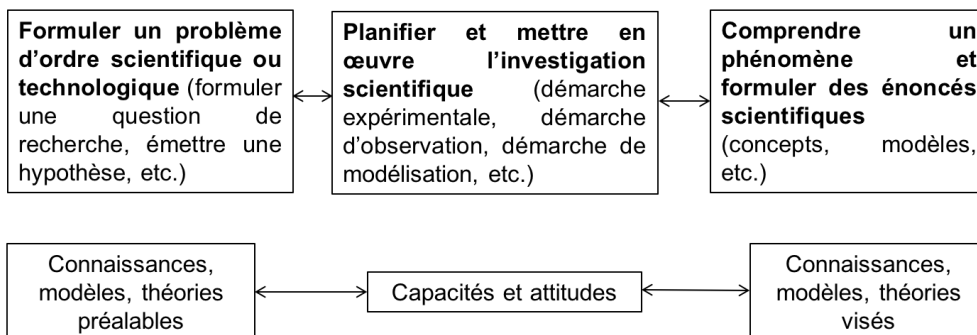 Formuler un problème
d’ordre scientifique ou
technologique (formuler
une question de
recherche, émettre une
hypothèse, etc.)
Planifier et mettre en
œuvre l’investigation
scientifique (démarche
expérimentale, démarche
d’observation, démarche de
modélisation, etc.)
Comprendre un
phénomène et
formuler des énoncés
scientifiques
(concepts, modèles,
etc.)
Connaissances,
modèles, théories
préalables
Capacités et attitudes
Connaissances,
modèles, théories
visés